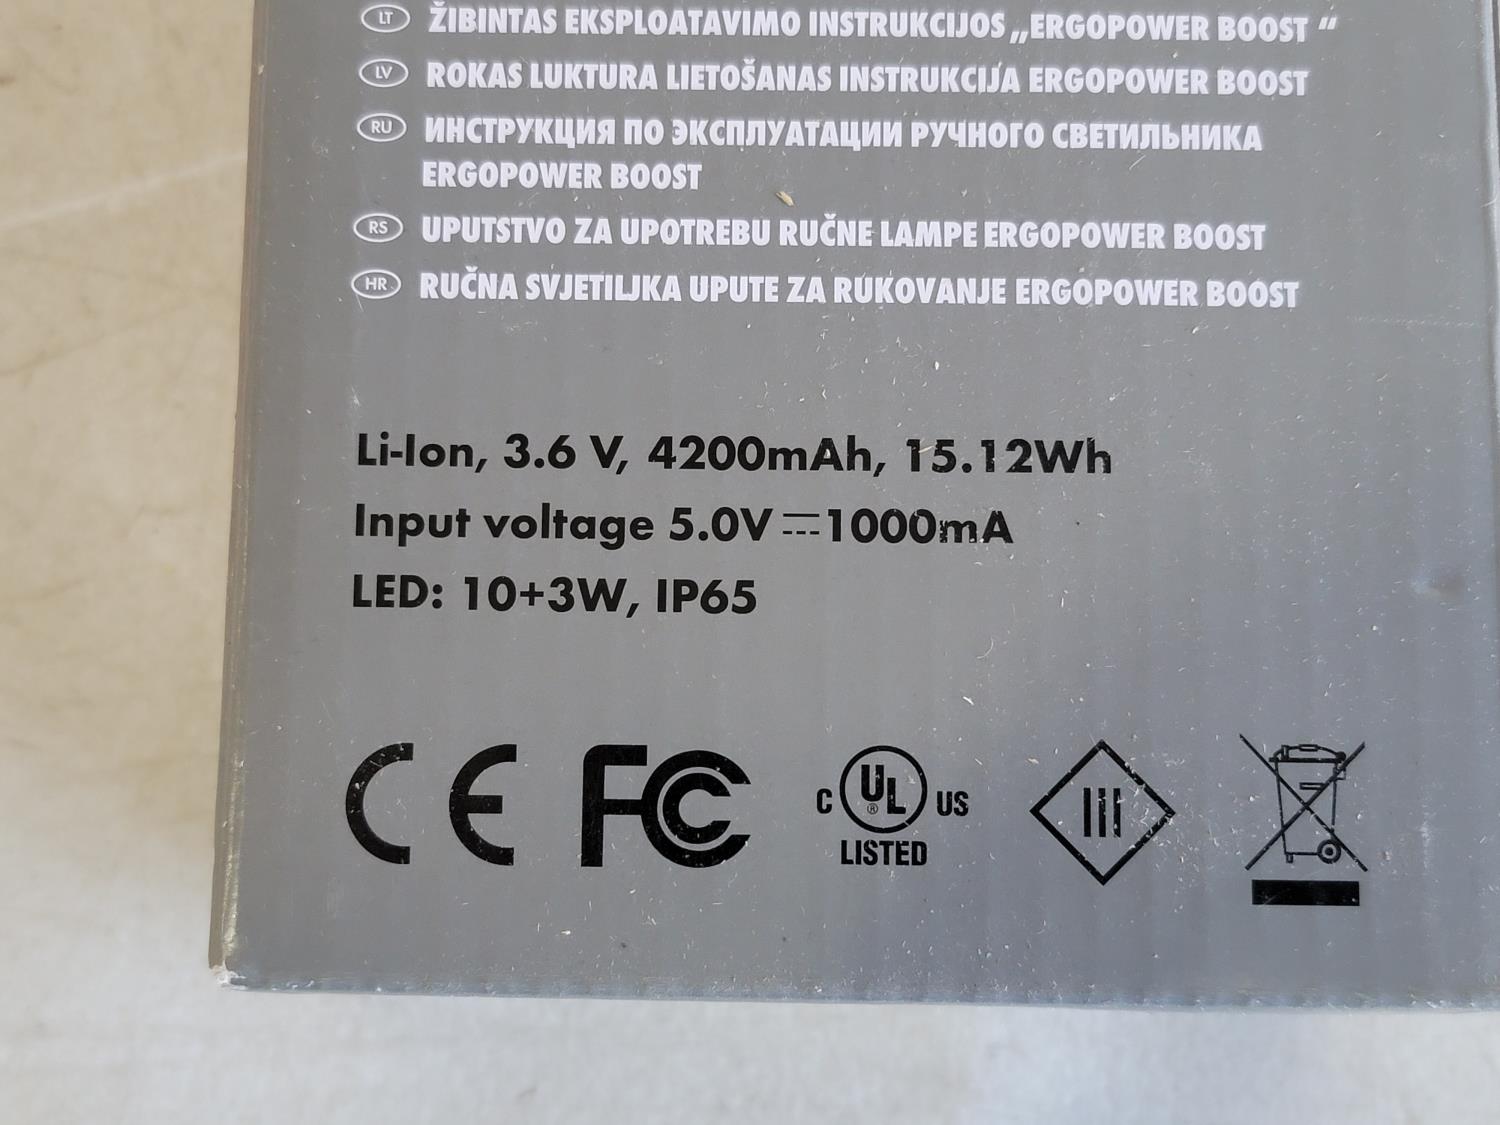 LT ŽIBINTAS EKSPLOATAVIMO INSTRUKCIJOS „ERGOPOWER BOOST “
LV ROKAS LUKTURA LIETOŠANAS INSTRUKCIJA ERGOPOWER BOOST
RU ИНСТРУКЦИЯ ПО ЭКСПЛУАТАЦИИ РУЧНОГО СВЕТИЛЬНИКА
ERGOPOWER BOOST
RS UPUTSTVO ZA UPOTREBU RUČNE LAMPE ERGOPOWER BOOST
HR RUČNA SVJETILJKA UPUTE ZA RUKOVANJE ERGOPOWER BOOST
Li-Ion, 3.6 V, 4200mAh, 15.12Wh
Input voltage 5.0V ⎓ 1000mA
LED: 10+3W, IP65
CE FC C UL ® US III
LISTED